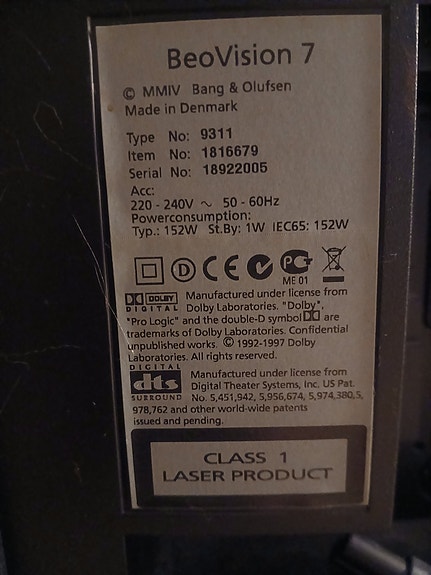 BeoVision 7
© MMIV Bang & Olufsen
Made in Denmark
Type No: 9311
Item No: 1816679
Serial No: 18922005
Acc:
220 - 240V ~ 50 - 60Hz
Powerconsumption:
Typ.: 152W St.By: 1W IEC65: 152W
D CE PG
ME 01
DOLBY
DIGITAL
Manufactured under license from
Dolby Laboratories. "Dolby",
"Pro Logic" and the double-D symbol are
trademarks of Dolby Laboratories. Confidential
unpublished works. © 1992-1997 Dolby
Laboratories. All rights reserved.
DIGITAL
dts
SURROUND
Manufactured under license from
Digital Theater Systems, Inc. US Pat.
No. 5,451,942, 5,956,674, 5,974,380,5,
978,762 and other world-wide patents
issued and pending.
CLASS 1
LASER PRODUCT